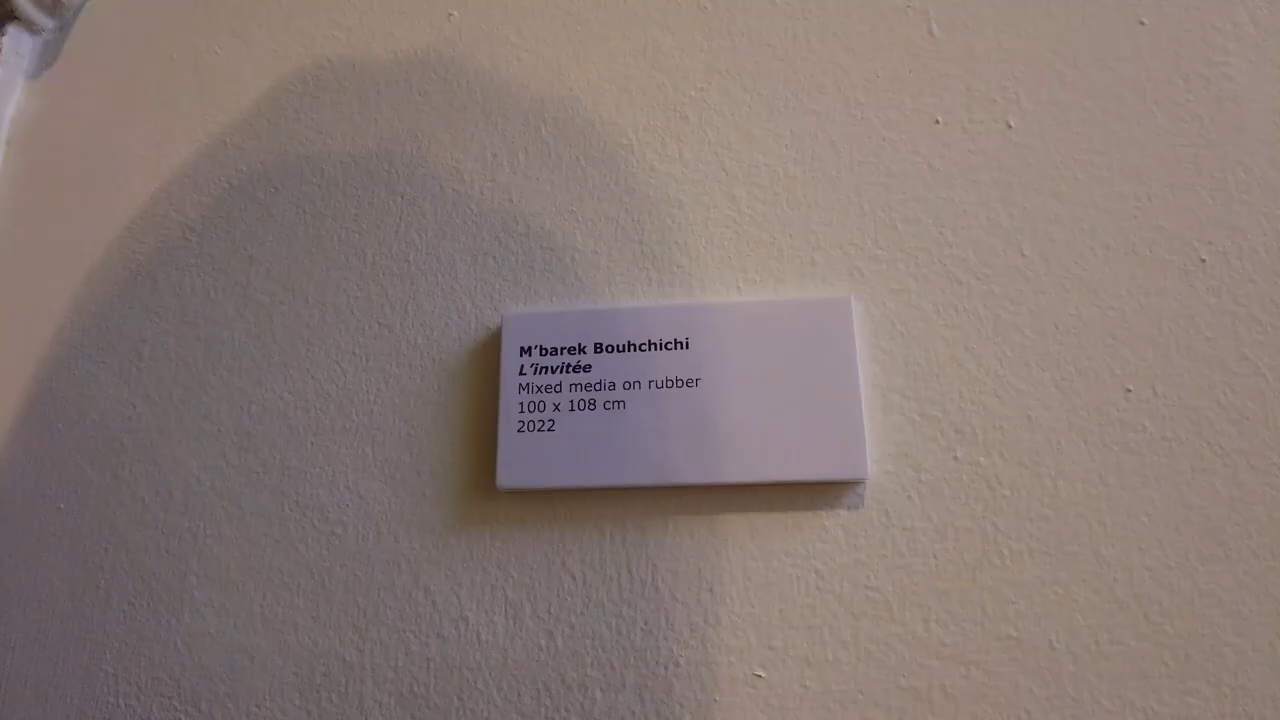 M’barek Bouhchichi
L’invitée
Mixed media on rubber
100 x 108 cm
2022